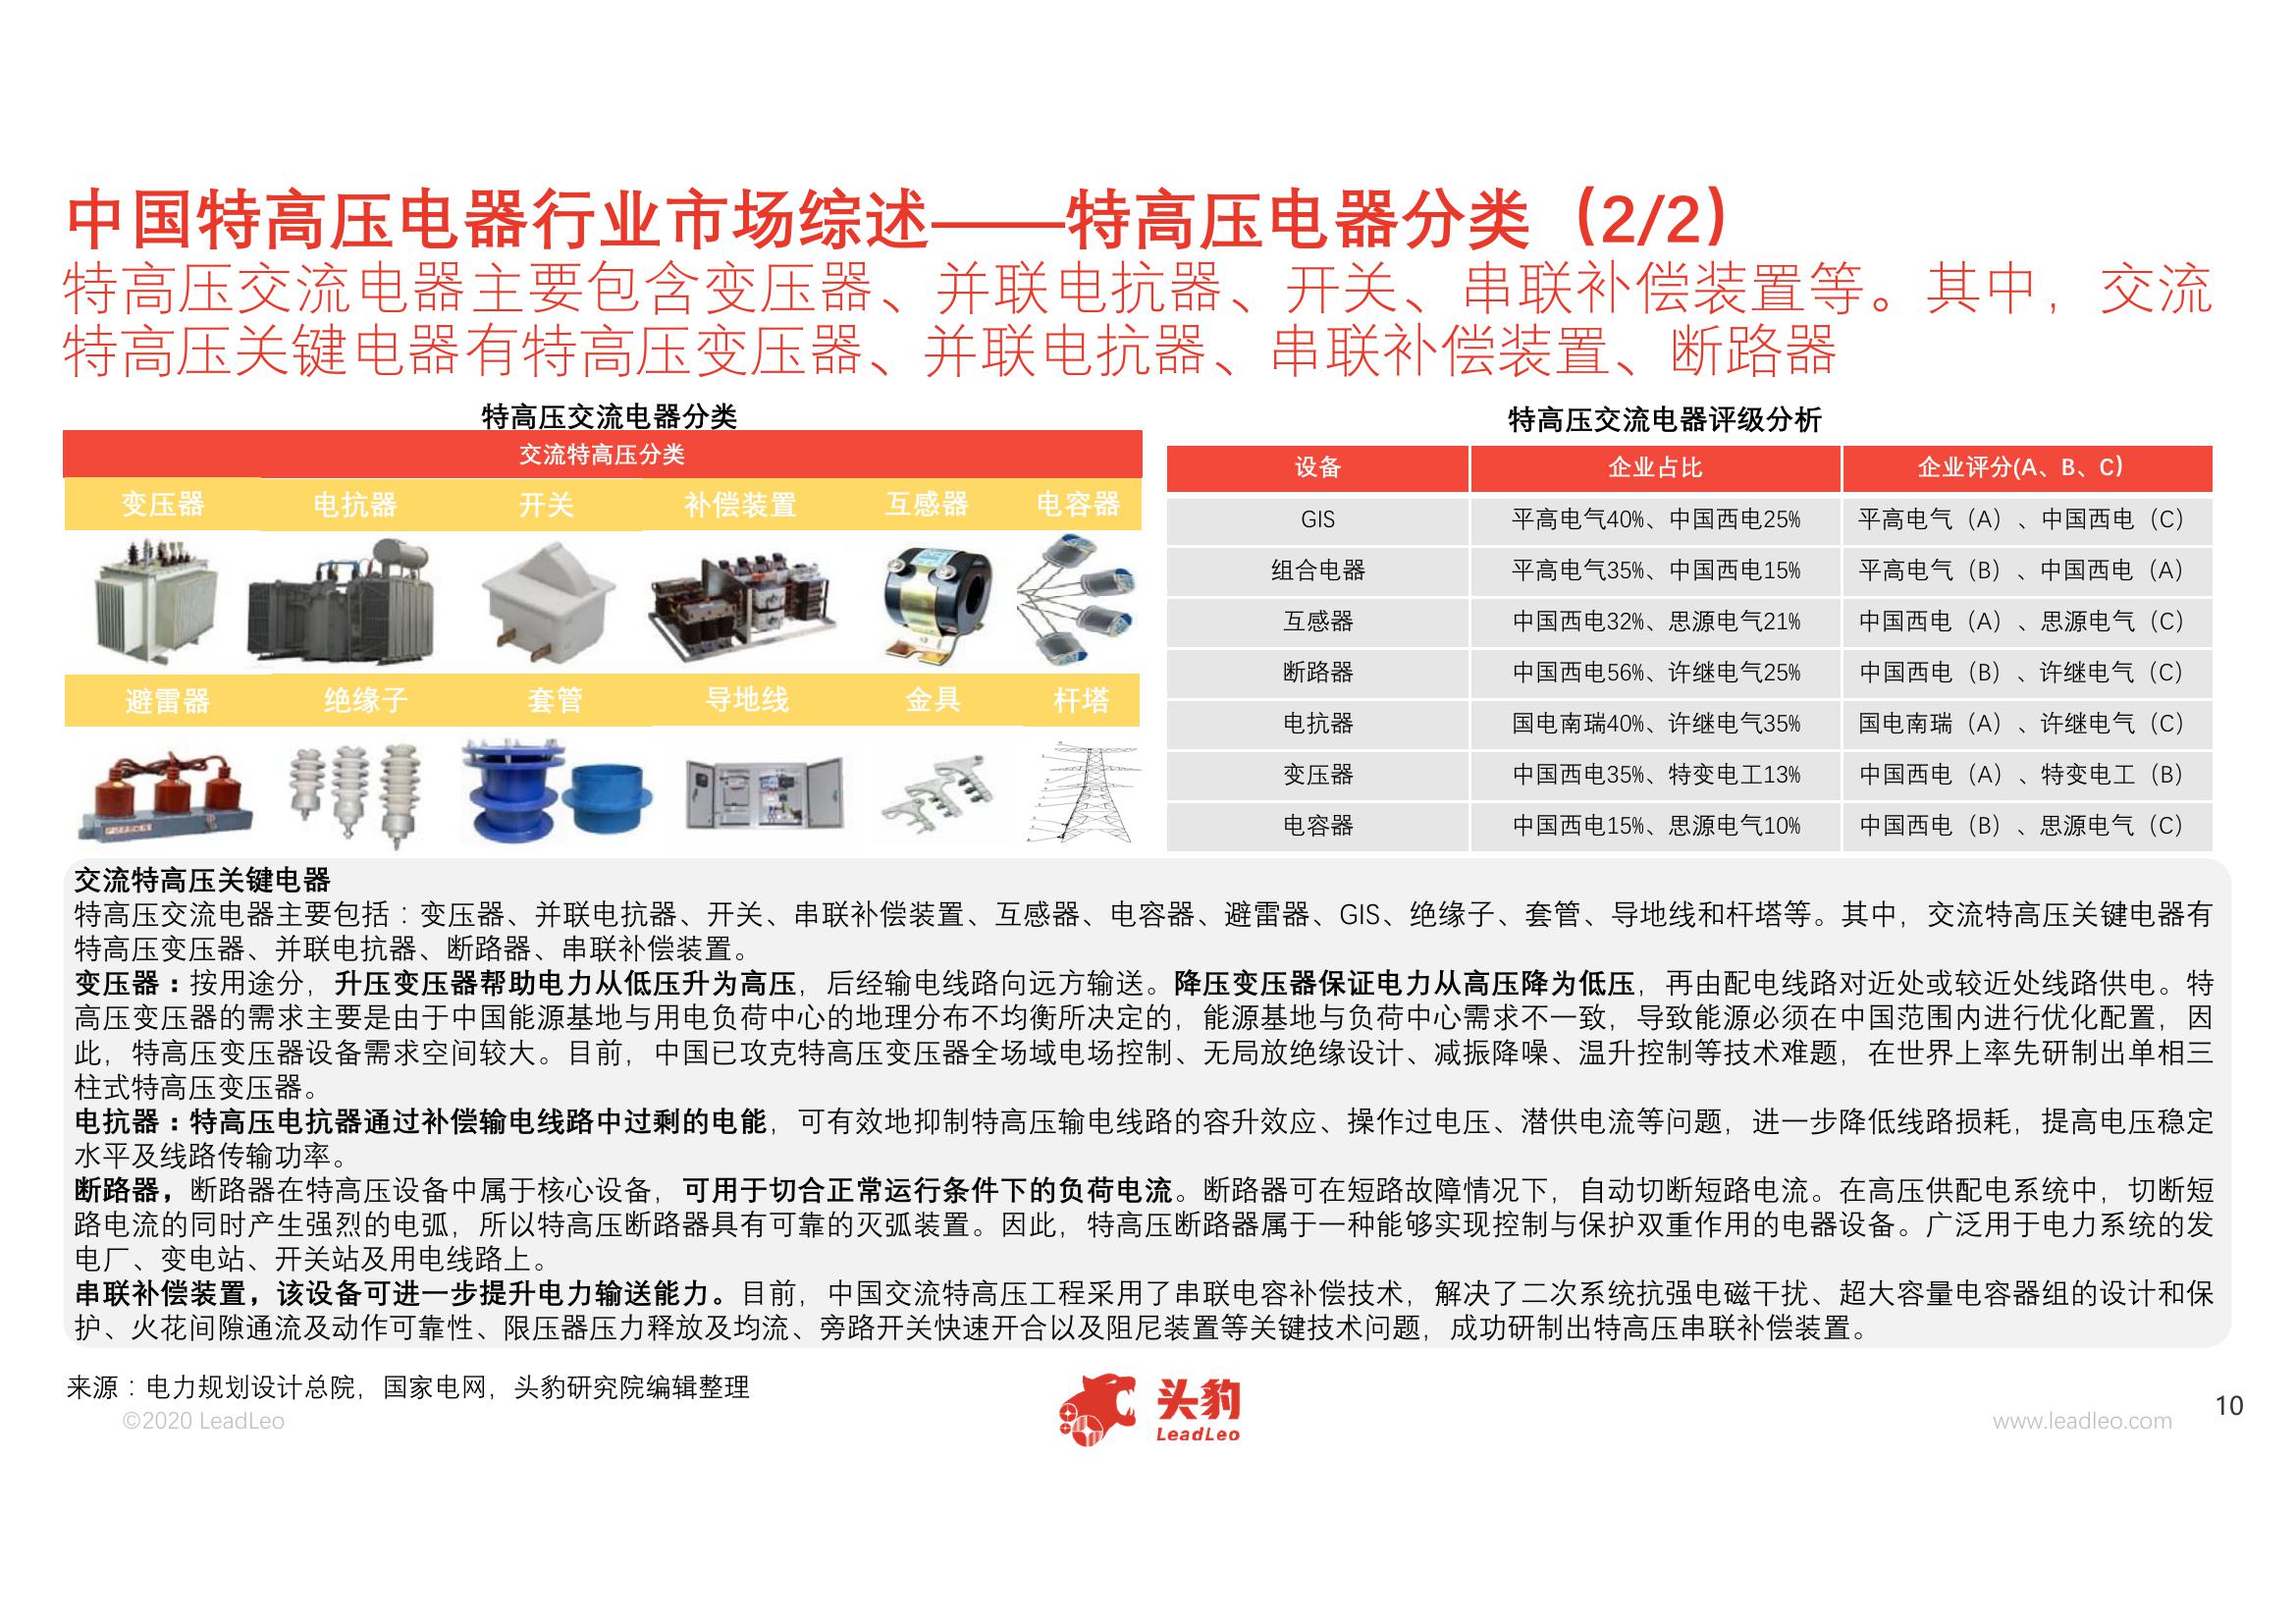 中国特高压电器行业市场综述——特高压电器分类（2/2）
特高压交流电器主要包含变压器、并联电抗器、开关、串联补偿装置等。其中，交流
特高压关键电器有特高压变压器、并联电抗器、串联补偿装置、断路器
特高压交流电器分类
交流特高压分类
变压器 电抗器 开关 补偿装置 互感器 电容器
避雷器 绝缘子 套管 导地线 金具 杆塔
特高压交流电器评级分析
设备 企业占比 企业评分(A、B、C）
GIS 平高电气40%、中国西电25% 平高电气（A）、中国西电（C）
组合电器 平高电气35%、中国西电15% 平高电气（B）、中国西电（A）
互感器 中国西电32%、思源电气21% 中国西电（A）、思源电气（C）
断路器 中国西电56%、许继电气25% 中国西电（B）、许继电气（C）
电抗器 国电南瑞40%、许继电气35% 国电南瑞（A）、许继电气（C）
变压器 中国西电35%、特变电工13% 中国西电（A）、特变电工（B）
电容器 中国西电15%、思源电气10% 中国西电（B）、思源电气（C）
交流特高压关键电器
特高压交流电器主要包括：变压器、并联电抗器、开关、串联补偿装置、互感器、电容器、避雷器、GIS、绝缘子、套管、导地线和杆塔等。其中，交流特高压关键电器有
特高压变压器、并联电抗器、断路器、串联补偿装置。
变压器：按用途分，升压变压器帮助电力从低压升为高压，后经输电线路向远方输送。降压变压器保证电力从高压降为低压，再由配电线路对近处或较近处线路供电。特
高压变压器的需求主要是由于中国能源基地与用电负荷中心的地理分布不均衡所决定的，能源基地与负荷中心需求不一致，导致能源必须在中国范围内进行优化配置，因
此，特高压变压器设备需求空间较大。目前，中国已攻克特高压变压器全场域电场控制、无局放绝缘设计、减振降噪、温升控制等技术难题，在世界上率先研制出单相三
柱式特高压变压器。
电抗器：特高压电抗器通过补偿输电线路中过剩的电能，可有效地抑制特高压输电线路的容升效应、操作过电压、潜供电流等问题，进一步降低线路损耗，提高电压稳定
水平及线路传输功率。
断路器，断路器在特高压设备中属于核心设备，可用于切合正常运行条件下的负荷电流。断路器可在短路故障情况下，自动切断短路电流。在高压供配电系统中，切断短
路电流的同时产生强烈的电弧，所以特高压断路器具有可靠的灭弧装置。因此，特高压断路器属于一种能够实现控制与保护双重作用的电器设备。广泛用于电力系统的发
电厂、变电站、开关站及用电线路上。
串联补偿装置，该设备可进一步提升电力输送能力。目前，中国交流特高压工程采用了串联电容补偿技术，解决了二次系统抗强电磁干扰、超大容量电容器组的设计和保
护、火花间隙通流及动作可靠性、限压器压力释放及均流、旁路开关快速开合以及阻尼装置等关键技术问题，成功研制出特高压串联补偿装置。
来源：电力规划设计总院，国家电网，头豹研究院编辑整理
©2020 LeadLeo
头豹
LeadLeo
www.leadleo.com
10